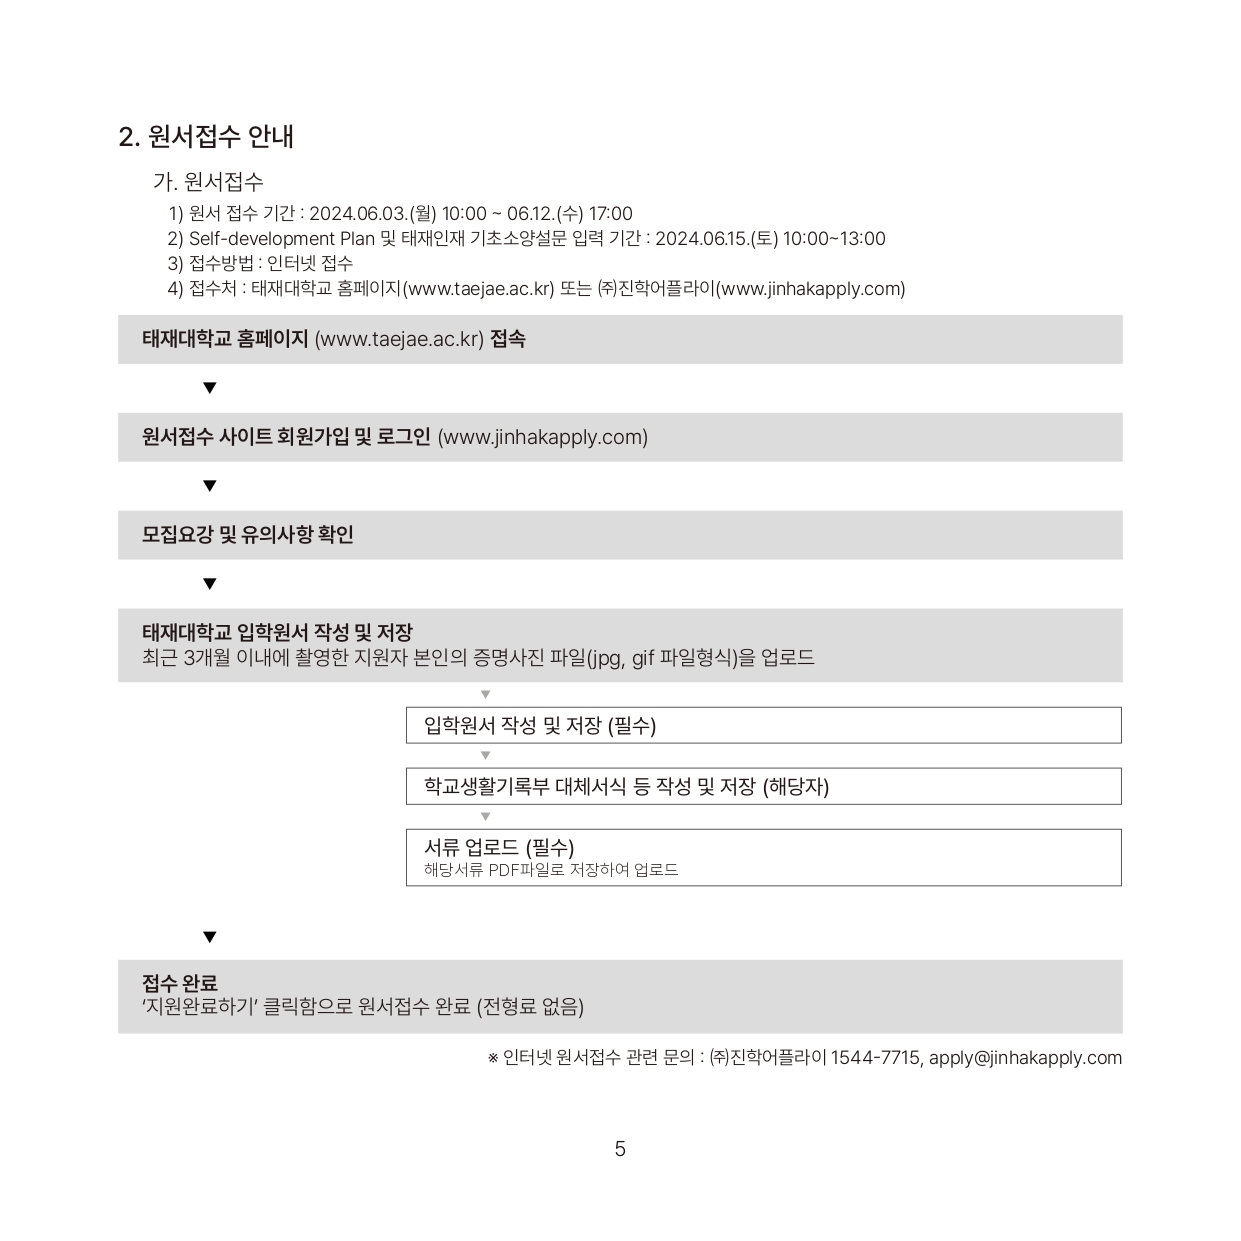 2. 원서접수 안내
가. 원서접수
1) 원서 접수 기간 : 2024.06.03.(월) 10:00 ~ 06.12.(수) 17:00
2) Self-development Plan 및 태재인재 기초소양설문 입력 기간 : 2024.06.15.(토) 10:00~13:00
3) 접수방법 : 인터넷 접수
4) 접수처 : 태재대학교 홈페이지(www.taejae.ac.kr) 또는 ㈜진학어플라이(www.jinhakapply.com)
태재대학교 홈페이지 (www.taejae.ac.kr) 접속
▼
원서접수 사이트 회원가입 및 로그인 (www.jinhakapply.com)
▼
모집요강 및 유의사항 확인
▼
태재대학교 입학원서 작성 및 저장
최근 3개월 이내에 촬영한 지원자 본인의 증명사진 파일(jpg, gif 파일형식)을 업로드
▼
입학원서 작성 및 저장 (필수)
▼
학교생활기록부 대체서식 등 작성 및 저장 (해당자)
▼
서류 업로드 (필수)
해당서류 PDF파일로 저장하여 업로드
▼
접수 완료
‘지원완료하기’ 클릭함으로 원서접수 완료 (전형료 없음)
※ 인터넷 원서접수 관련 문의 : ㈜진학어플라이 1544-7715, apply@jinhakapply.com
5